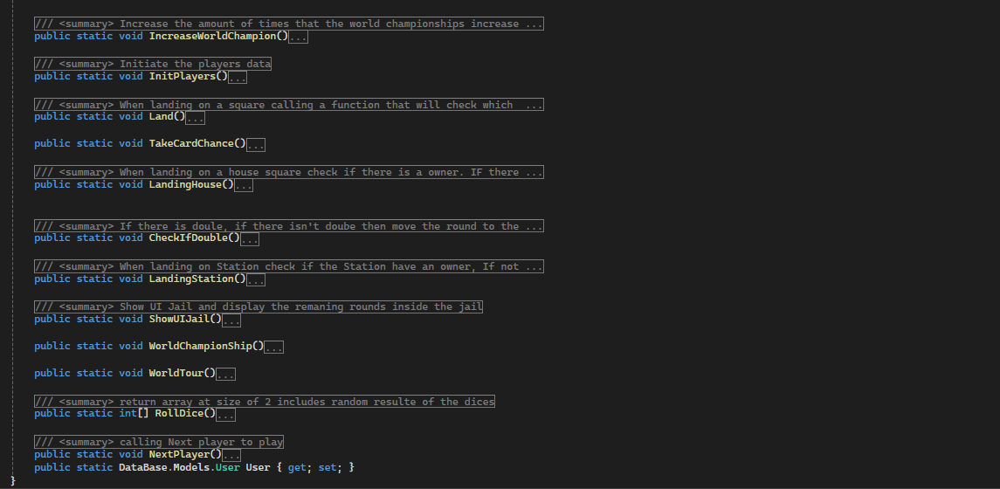 /// <summary> Increase the amount of times that the world championships increase ...
public static void IncreaseWorldChampion()...
/// <summary> Initiate the players data
public static void InitPlayers()...
/// <summary> When landing on a square calling a function that will check which ...
public static void Land()...
public static void TakeCardChance()...
/// <summary> When landing on a house square check if there is a owner. IF there ...
public static void LandingHouse()...
/// <summary> If there is doule, if there isn't doube then move the round to the ...
public static void CheckIfDouble()...
/// <summary> When landing on Station check if the Station have an owner, If not ...
public static void LandingStation()...
/// <summary> Show UI Jail and display the remaning rounds inside the jail
public static void ShowUIJail()...
public static void WorldChampionShip()...
public static void WorldTour()...
/// <summary> return array at size of 2 includes random resulte of the dices
public static int[] RollDice()...
/// <summary> calling Next player to play
public static void NextPlayer()...
public static DataBase.Models.User User { get; set; }
}